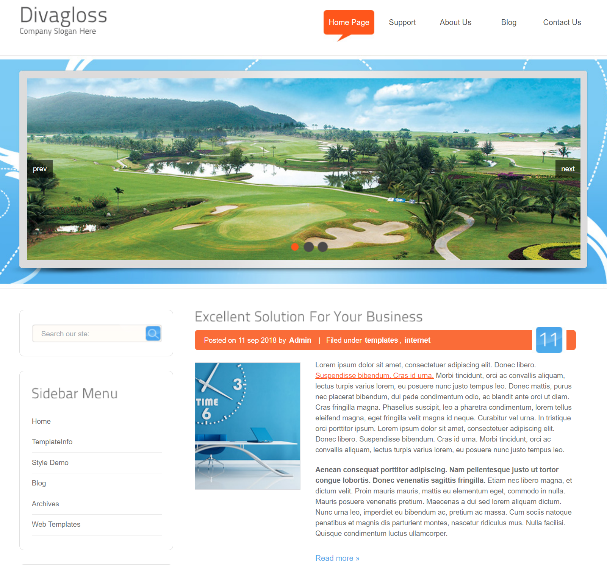 Divagloss
Company Slogan Here
Home Page
Support
About Us
Blog
Contact Us
prev
next
Excellent Solution For Your Business
Posted on 11 sep 2018 by Admin | Filed under templates, internet
11
Search our site:
Sidebar Menu
Home
TemplateInfo
Style Demo
Blog
Archives
Web Templates
3
TIME
6
Lorem ipsum dolor sit amet, consectetuer adipiscing elit. Donec libero.
Suspendisse bibendum. Cras id urna. Morbi tincidunt, orci ac convallis aliquam,
lectus turpis varius lorem, eu posuere nunc justo tempus leo. Donec mattis, purus
nec placerat bibendum, dui pede condimentum odio, ac blandit ante orci ut diam.
Cras fringilla magna. Phasellus suscipit, leo a pharetra condimentum, lorem tellus
eleifend magna, eget fringilla velit magna id neque. Curabitur vel urna. In tristique
orci porttitor ipsum. Lorem ipsum dolor sit amet, consectetuer adipiscing elit.
Donec libero. Suspendisse bibendum. Cras id urna. Morbi tincidunt, orci ac
convallis aliquam, lectus turpis varius lorem, eu posuere nunc justo tempus leo.
Aenean consequat porttitor adipiscing. Nam pellentesque justo ut tortor
congue lobortis. Donec venenatis sagittis fringilla. Etiam nec libero magna, et
dictum velit. Proin mauris mauris, mattis eu elementum eget, commodo in nulla.
Mauris posuere venenatis pretium. Maecenas a dui sed lorem aliquam dictum.
Nunc urna leo, imperdiet eu bibendum ac, pretium ac massa. Cum sociis natoque
penatibus et magnis dis parturient montes, nascetur ridiculus mus. Nulla facilisi.
Quisque condimentum luctus ullamcorper.
Read more »